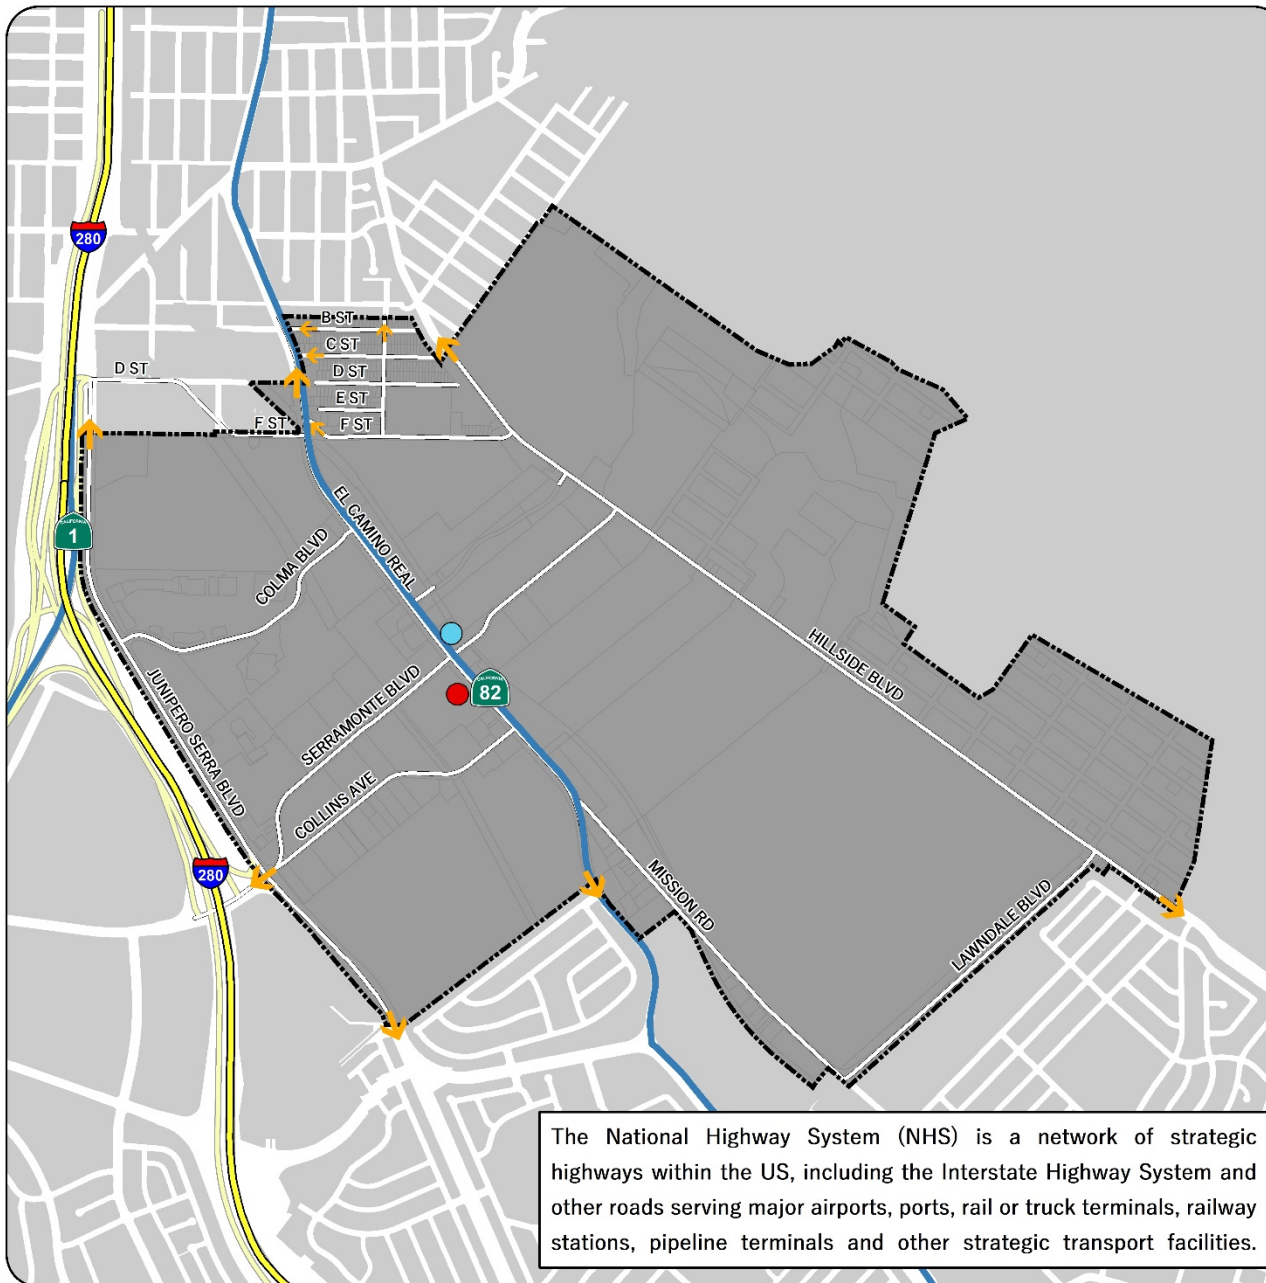 280
B ST
C ST
D ST
D ST
E ST
F ST
F ST
EL CAMINO REAL
CALIFORNIA
1
COLMA BLVD
HILLSIDE BLVD
JUNIPERO SERRA BLVD
SERRAMONTE BLVD
CALIFORNIA
82
COLLINS AVE
280
MISSION RD
LAWNDALE BLVD
The National Highway System (NHS) is a network of strategic
highways within the US, including the Interstate Highway System and
other roads serving major airports, ports, rail or truck terminals, railway
stations, pipeline terminals and other strategic transport facilities.